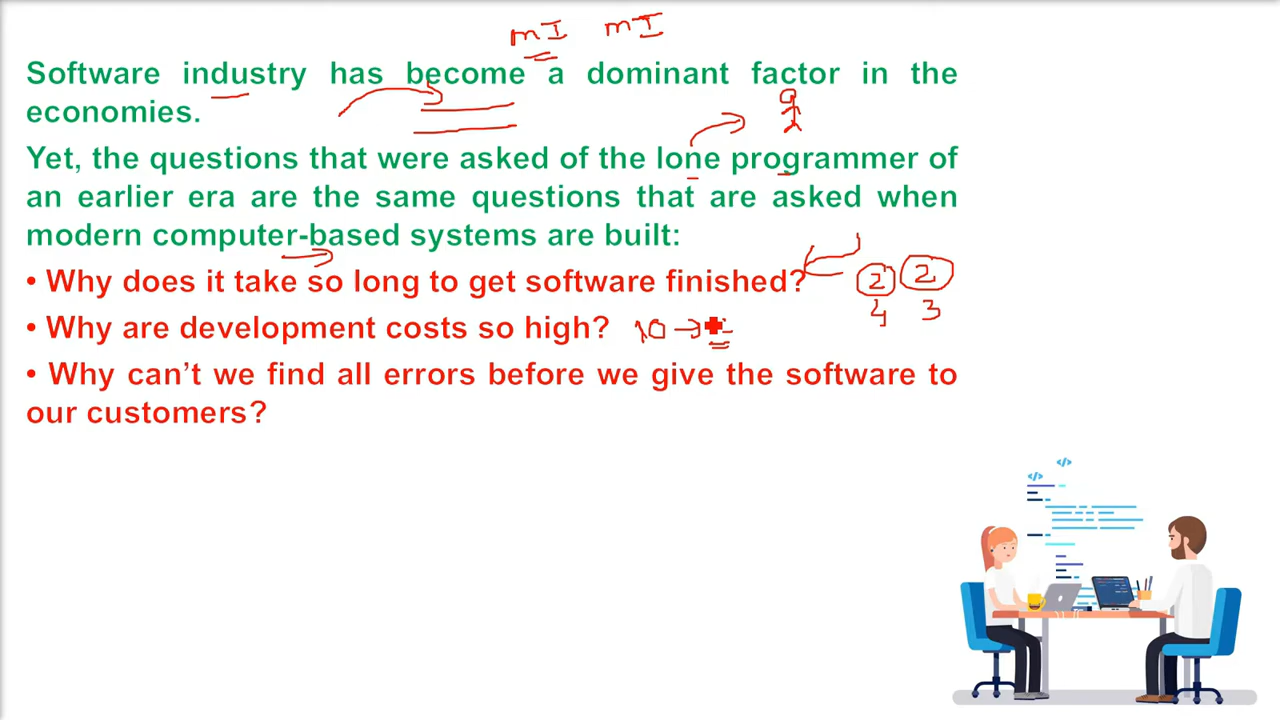 mI mI
Software industry has become a dominant factor in the
economies.
Yet, the questions that were asked of the lone programmer of
an earlier era are the same questions that are asked when
modern computer-based systems are built:
• Why does it take so long to get software finished? 2 2
4 3
• Why are development costs so high? 10 →
• Why can’t we find all errors before we give the software to
our customers?